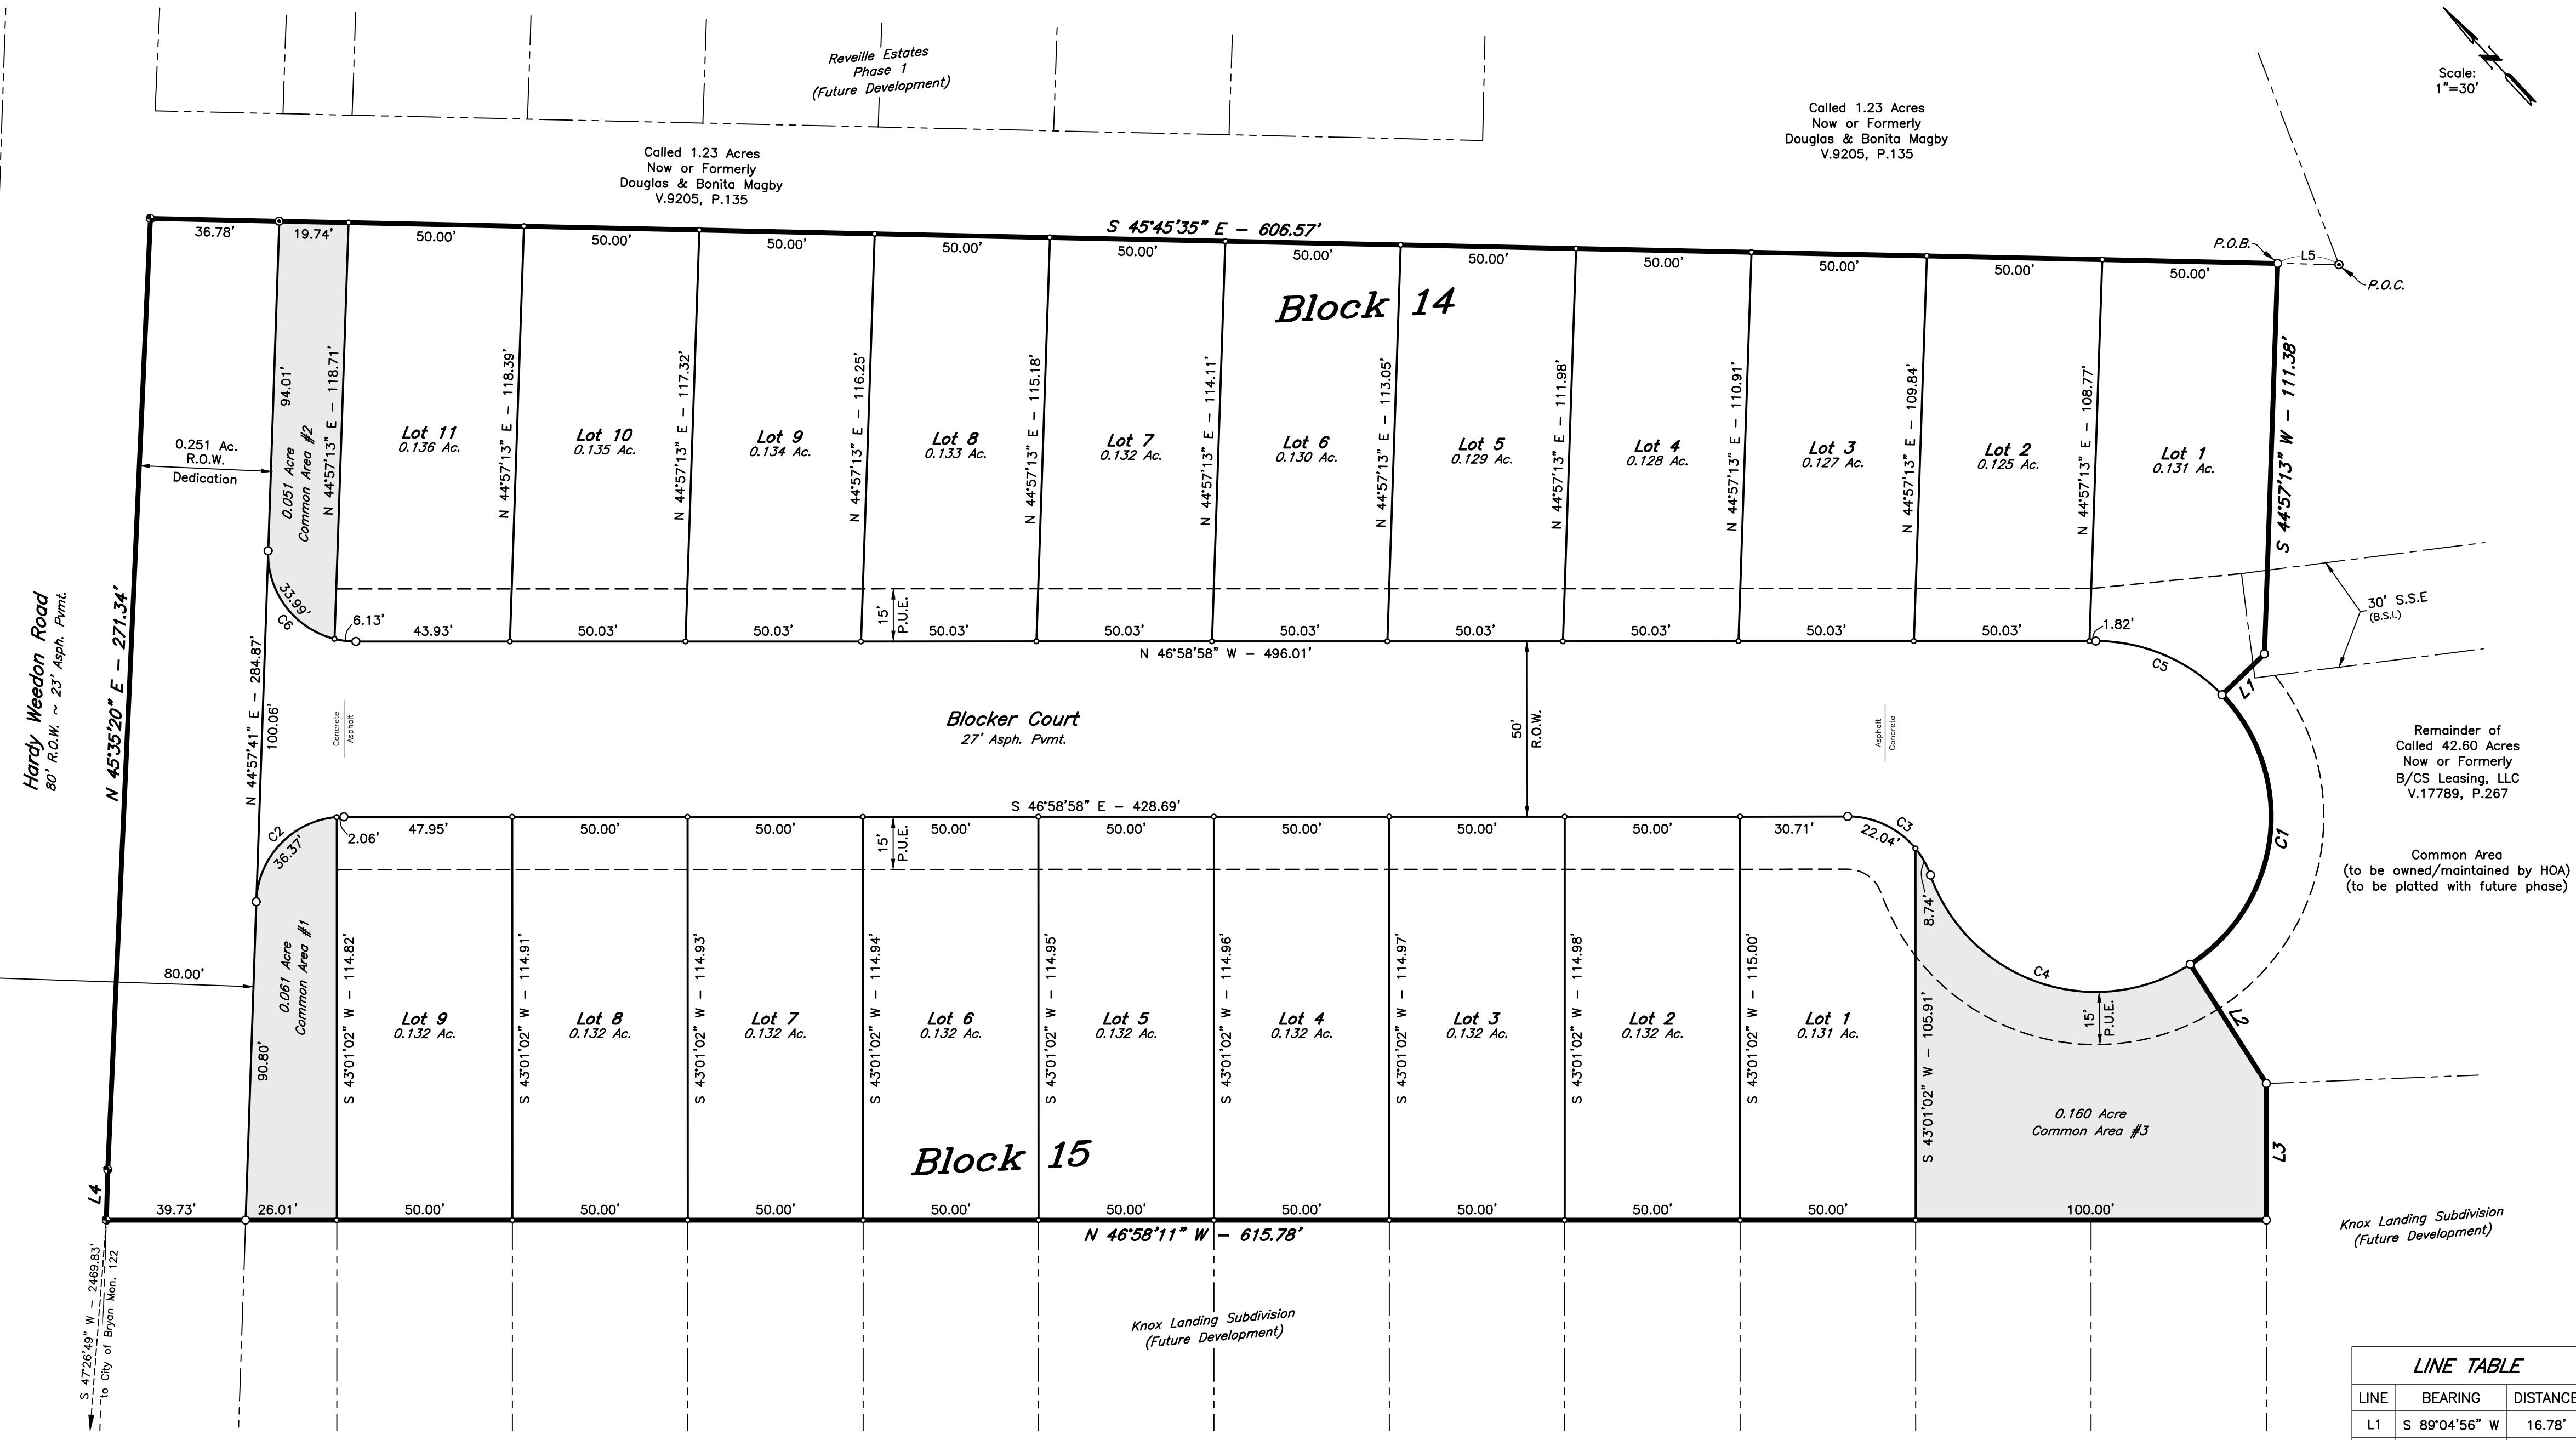 Reveille Estates
Phase 1
(Future Development)
Scale:
1"=30'
N
Called 1.23 Acres
Now or Formerly
Douglas & Bonita Magby
V.9205, P.135
Called 1.23 Acres
Now or Formerly
Douglas & Bonita Magby
V.9205, P.135
S 45°45'35" E – 606.57'
P.O.B.
L5
P.O.C.
36.78'
19.74'
50.00'
50.00'
50.00'
50.00'
50.00'
50.00'
50.00'
50.00'
50.00'
50.00'
50.00'
Block 14
94.01'
N 44°57'13" E – 118.71'
N 44°57'13" E – 118.39'
N 44°57'13" E – 117.32'
N 44°57'13" E – 116.25'
N 44°57'13" E – 115.18'
N 44°57'13" E – 114.11'
N 44°57'13" E – 113.05'
N 44°57'13" E – 111.98'
N 44°57'13" E – 110.91'
N 44°57'13" E – 109.84'
N 44°57'13" E – 108.77'
S 44°57'13" W – 111.38'
0.251 Ac.
R.O.W.
Dedication
0.051 Acre
Common Area #2
Lot 11
0.136 Ac.
Lot 10
0.135 Ac.
Lot 9
0.134 Ac.
Lot 8
0.133 Ac.
Lot 7
0.132 Ac.
Lot 6
0.130 Ac.
Lot 5
0.129 Ac.
Lot 4
0.128 Ac.
Lot 3
0.127 Ac.
Lot 2
0.125 Ac.
Lot 1
0.131 Ac.
33.99'
C6
6.13'
43.93'
50.03'
50.03'
50.03'
50.03'
50.03'
50.03'
50.03'
50.03'
50.03'
1.82'
15'
P.U.E.
N 46°58'58" W – 496.01'
C5
L1
30' S.S.E
(B.S.I.)
Hardy Weedon Road
80' R.O.W. ~ 23' Asph. Pvmt.
N 45°35'20" E – 271.34'
N 44°57'41" E – 284.87'
100.06'
Concrete
Asphalt
Blocker Court
27' Asph. Pvmt.
50'
R.O.W.
Asphalt
Concrete
C1
Remainder of
Called 42.60 Acres
Now or Formerly
B/CS Leasing, LLC
V.17789, P.267
Common Area
(to be owned/maintained by HOA)
(to be platted with future phase)
S 46°58'58" E – 428.69'
C2
36.37'
2.06'
47.95'
50.00'
50.00'
50.00'
50.00'
50.00'
50.00'
50.00'
30.71'
22.04'
C3
8.74'
15'
P.U.E.
80.00'
0.061 Acre
Common Area #1
90.80'
S 43°01'02" W – 114.82'
S 43°01'02" W – 114.91'
S 43°01'02" W – 114.93'
S 43°01'02" W – 114.94'
S 43°01'02" W – 114.95'
S 43°01'02" W – 114.96'
S 43°01'02" W – 114.97'
S 43°01'02" W – 114.98'
S 43°01'02" W – 115.00'
S 43°01'02" W – 105.91'
C4
15'
P.U.E.
L2
L3
Lot 9
0.132 Ac.
Lot 8
0.132 Ac.
Lot 7
0.132 Ac.
Lot 6
0.132 Ac.
Lot 5
0.132 Ac.
Lot 4
0.132 Ac.
Lot 3
0.132 Ac.
Lot 2
0.132 Ac.
Lot 1
0.131 Ac.
0.160 Acre
Common Area #3
Block 15
L4
39.73'
26.01'
50.00'
50.00'
50.00'
50.00'
50.00'
50.00'
50.00'
50.00'
50.00'
100.00'
N 46°58'11" W – 615.78'
Knox Landing Subdivision
(Future Development)
S 47°26'49" W – 2469.83'
to City of Bryan Mon. 122
Knox Landing Subdivision
(Future Development)
LINE TABLE
LINE BEARING DISTANCE
L1 S 89°04'56" W 16.78'